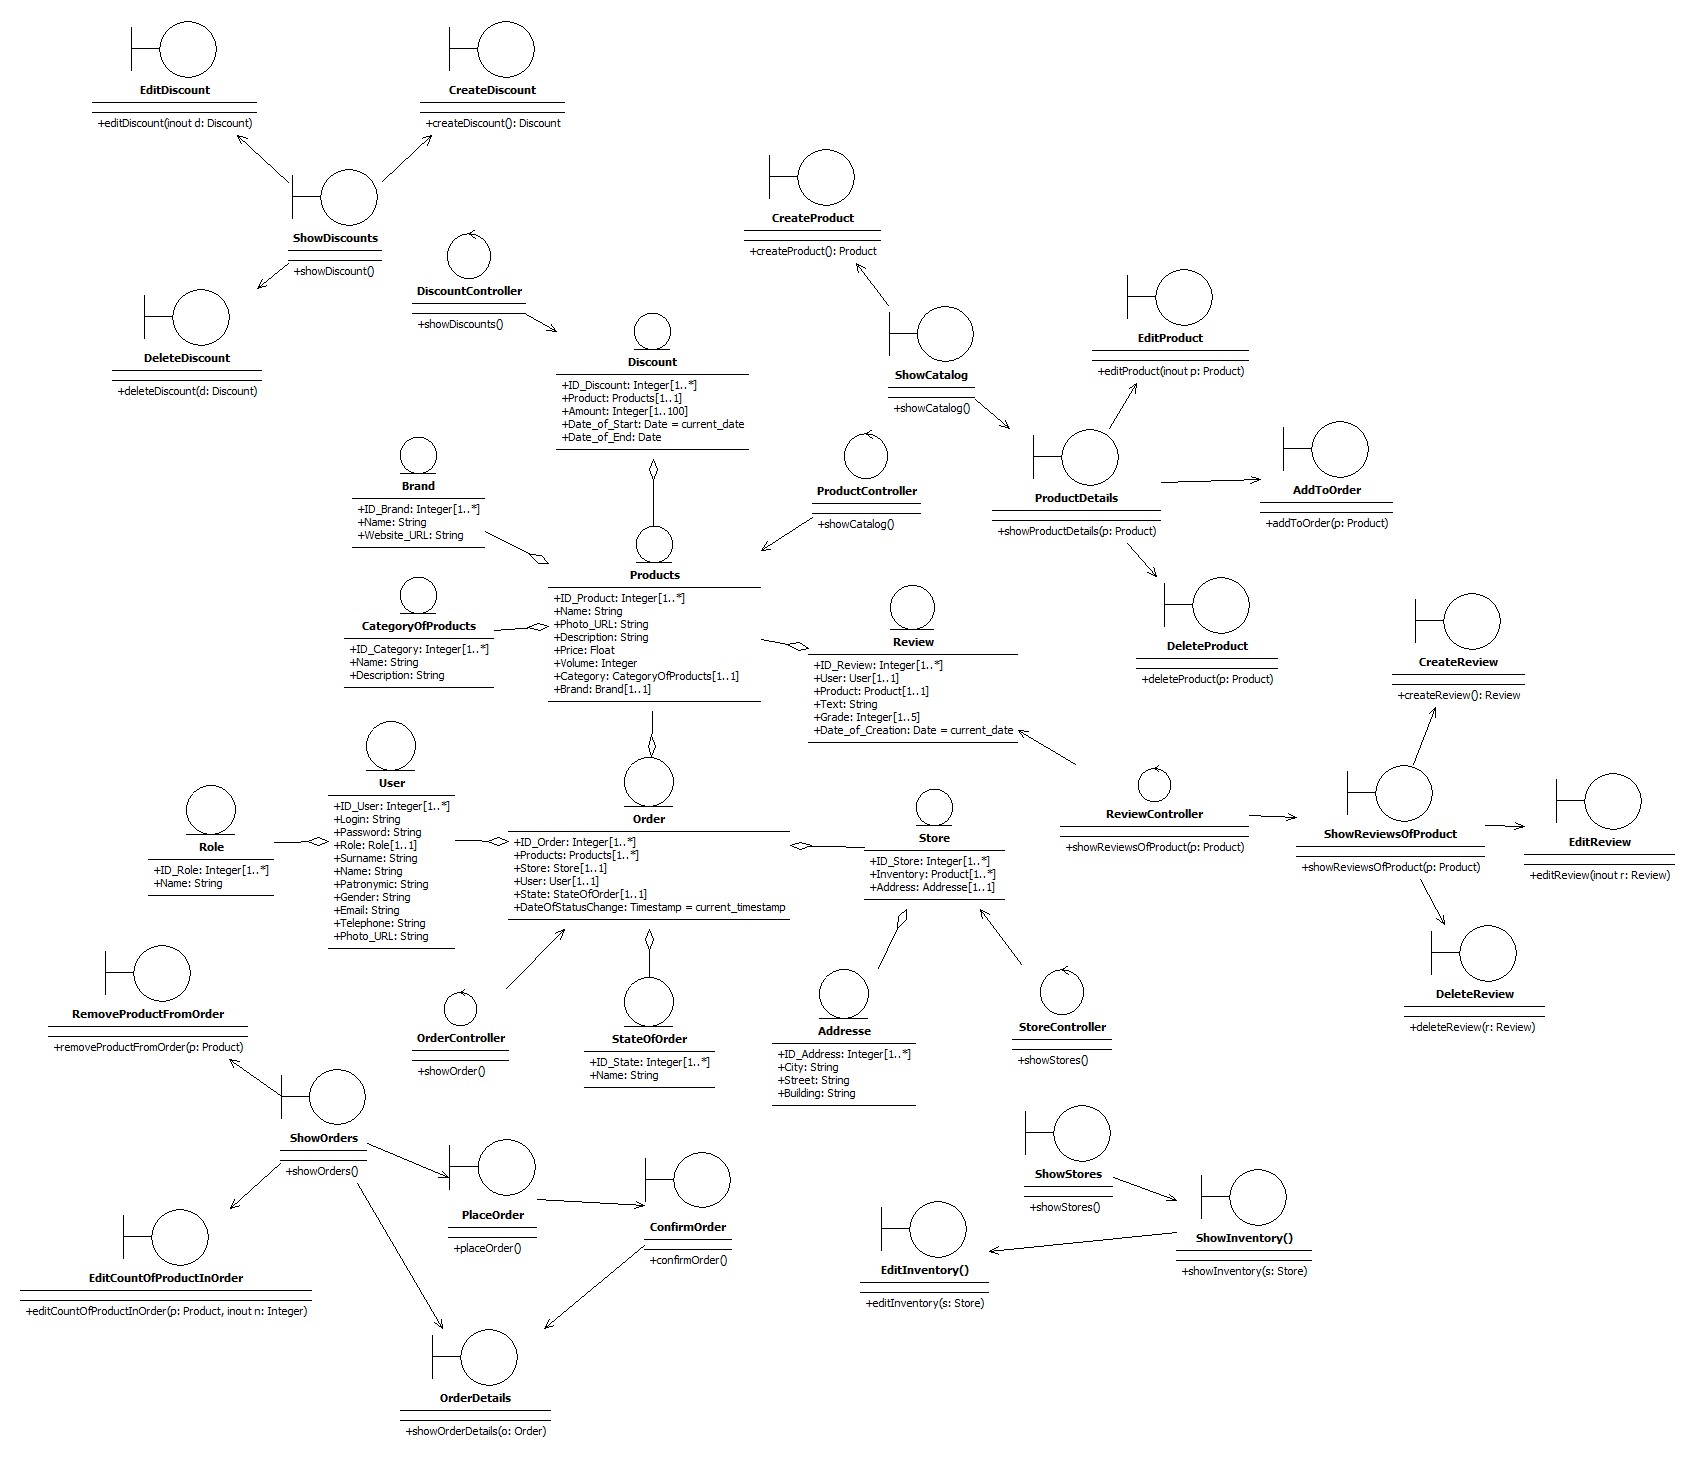 EditDiscount
+editDiscount(inout d: Discount)
CreateDiscount
+createDiscount(): Discount
ShowDiscounts
+showDiscount()
DeleteDiscount
+deleteDiscount(d: Discount)
DiscountController
+showDiscounts()
Discount
+ID_Discount: Integer[1..*]
+Product: Products[1..1]
+Amount: Integer[1..100]
+Date_of_Start: Date = current_date
+Date_of_End: Date
CreateProduct
+createProduct(): Product
ShowCatalog
+showCatalog()
EditProduct
+editProduct(inout p: Product)
ProductController
+showCatalog()
ProductDetails
+showProductDetails(p: Product)
AddToOrder
+addToOrder(p: Product)
DeleteProduct
+deleteProduct(p: Product)
Brand
+ID_Brand: Integer[1..*]
+Name: String
+Website_URL: String
Products
+ID_Product: Integer[1..*]
+Name: String
+Photo_URL: String
+Description: String
+Price: Float
+Volume: Integer
+Category: CategoryOfProducts[1..1]
+Brand: Brand[1..1]
CategoryOfProducts
+ID_Category: Integer[1..*]
+Name: String
+Description: String
Review
+ID_Review: Integer[1..*]
+User: User[1..1]
+Product: Product[1..1]
+Text: String
+Grade: Integer[1..5]
+Date_of_Creation: Date = current_date
CreateReview
+createReview(): Review
User
+ID_User: Integer[1..*]
+Login: String
+Password: String
+Role: Role[1..1]
+Surname: String
+Name: String
+Patronymic: String
+Gender: String
+Email: String
+Telephone: String
+Photo_URL: String
Role
+ID_Role: Integer[1..*]
+Name: String
Order
+ID_Order: Integer[1..*]
+Products: Products[1..*]
+Store: Store[1..1]
+User: User[1..1]
+State: StateOfOrder[1..1]
+DateOfStatusChange: Timestamp = current_timestamp
Store
+ID_Store: Integer[1..*]
+Inventory: Product[1..*]
+Address: Addresse[1..1]
ReviewController
+showReviewsOfProduct(p: Product)
ShowReviewsOfProduct
+showReviewsOfProduct(p: Product)
EditReview
+editReview(inout r: Review)
DeleteReview
+deleteReview(r: Review)
RemoveProductFromOrder
+removeProductFromOrder(p: Product)
OrderController
+showOrder()
StateOfOrder
+ID_State: Integer[1..*]
+Name: String
Addresse
+ID_Address: Integer[1..*]
+City: String
+Street: String
+Building: String
StoreController
+showStores()
ShowOrders
+showOrders()
PlaceOrder
+placeOrder()
ConfirmOrder
+confirmOrder()
ShowStores
+showStores()
ShowInventory()
+showInventory(s: Store)
EditInventory()
+editInventory(s: Store)
EditCountOfProductInOrder
+editCountOfProductInOrder(p: Product, inout n: Integer)
OrderDetails
+showOrderDetails(o: Order)